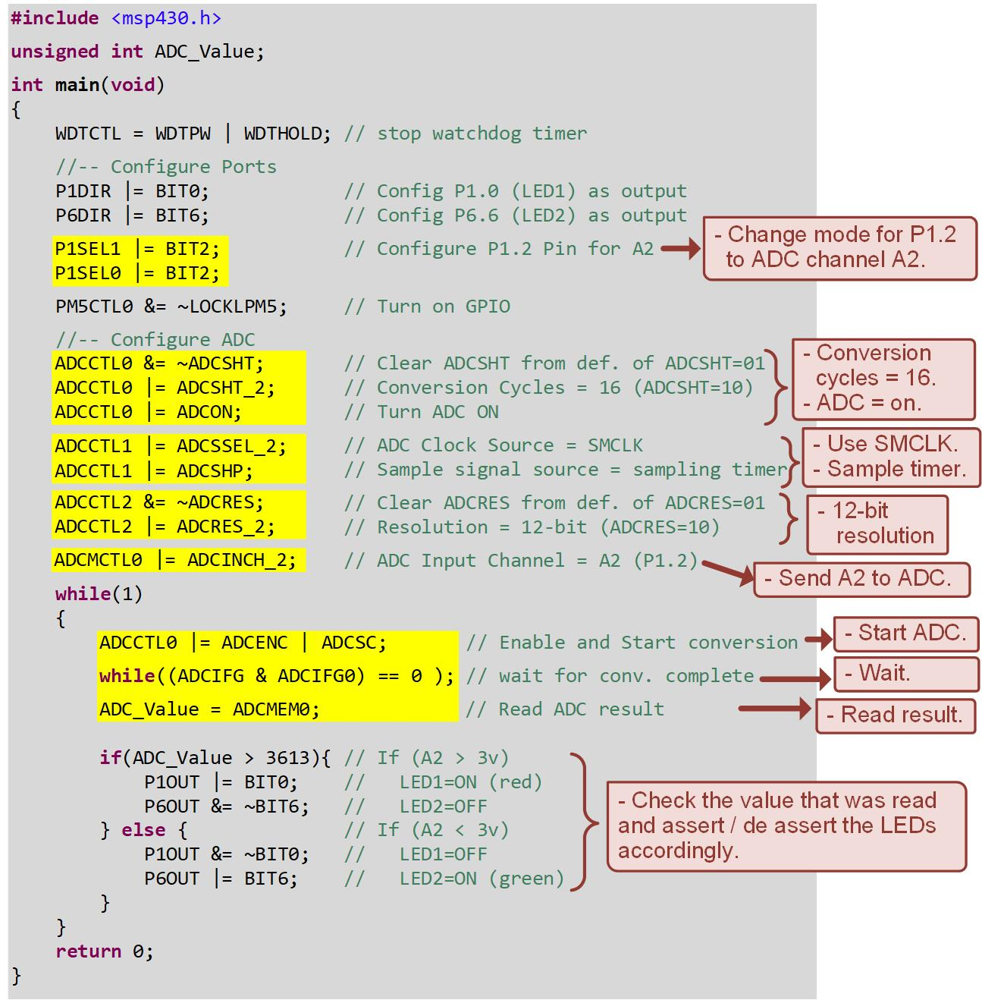 #include <msp430.h>
unsigned int ADC_Value;
int main(void)
{
WDTCTL = WDTPW | WDTHOLD; // stop watchdog timer
//-- Configure Ports
P1DIR |= BIT0; // Config P1.0 (LED1) as output
P6DIR |= BIT6; // Config P6.6 (LED2) as output
P1SEL1 |= BIT2; // Configure P1.2 Pin for A2
P1SEL0 |= BIT2;
- Change mode for P1.2
to ADC channel A2.
PM5CTL0 &= ~LOCKLPM5; // Turn on GPIO
//-- Configure ADC
ADCCTL0 &= ~ADCSHT; // Clear ADCSHT from def. of ADCSHT=01
ADCCTL0 |= ADCSHT_2; // Conversion Cycles = 16 (ADCSHT=10)
ADCCTL0 |= ADCON; // Turn ADC ON
- Conversion
cycles = 16.
- ADC = on.
ADCCTL1 |= ADCSSEL_2; // ADC Clock Source = SMCLK
ADCCTL1 |= ADCSHP; // Sample signal source = sampling timer
- Use SMCLK.
- Sample timer.
ADCCTL2 &= ~ADCRES; // Clear ADCRES from def. of ADCRES=01
ADCCTL2 |= ADCRES_2; // Resolution = 12-bit (ADCRES=10)
- 12-bit
resolution
ADCMCTL0 |= ADCINCH_2; // ADC Input Channel = A2 (P1.2)
- Send A2 to ADC.
while(1)
{
ADCCTL0 |= ADCENC | ADCSC; // Enable and Start conversion
- Start ADC.
while((ADCIFG & ADCIFG0) == 0 ); // wait for conv. complete
- Wait.
ADC_Value = ADCMEM0; // Read ADC result
- Read result.
if(ADC_Value > 3613){ // If (A2 > 3v)
P1OUT |= BIT0; // LED1=ON (red)
P6OUT &= ~BIT6; // LED2=OFF
} else { // If (A2 < 3v)
P1OUT &= ~BIT0; // LED1=OFF
P6OUT |= BIT6; // LED2=ON (green)
- Check the value that was read
and assert / de assert the LEDs
accordingly.
}
}
return 0;
}